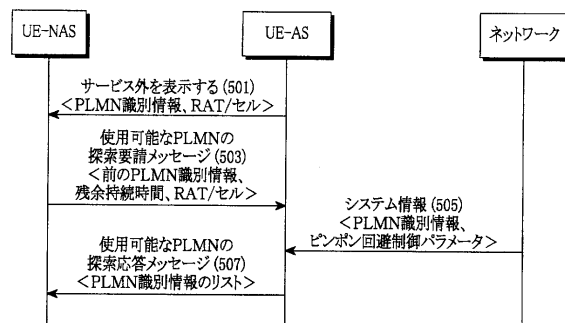 UE-NAS
UE-AS
ネットワーク
サービス外を表示する(501)
<PLMN識別情報、RAT/セル>
使用可能なPLMNの
探索要請メッセージ(503)
<前のPLMN識別情報、
残余持続時間、RAT/セル>
システム情報(505)
<PLMN識別情報、
ピンポン回避制御パラメータ>
使用可能なPLMNの
探索応答メッセージ(507)
<PLMN識別情報のリスト>